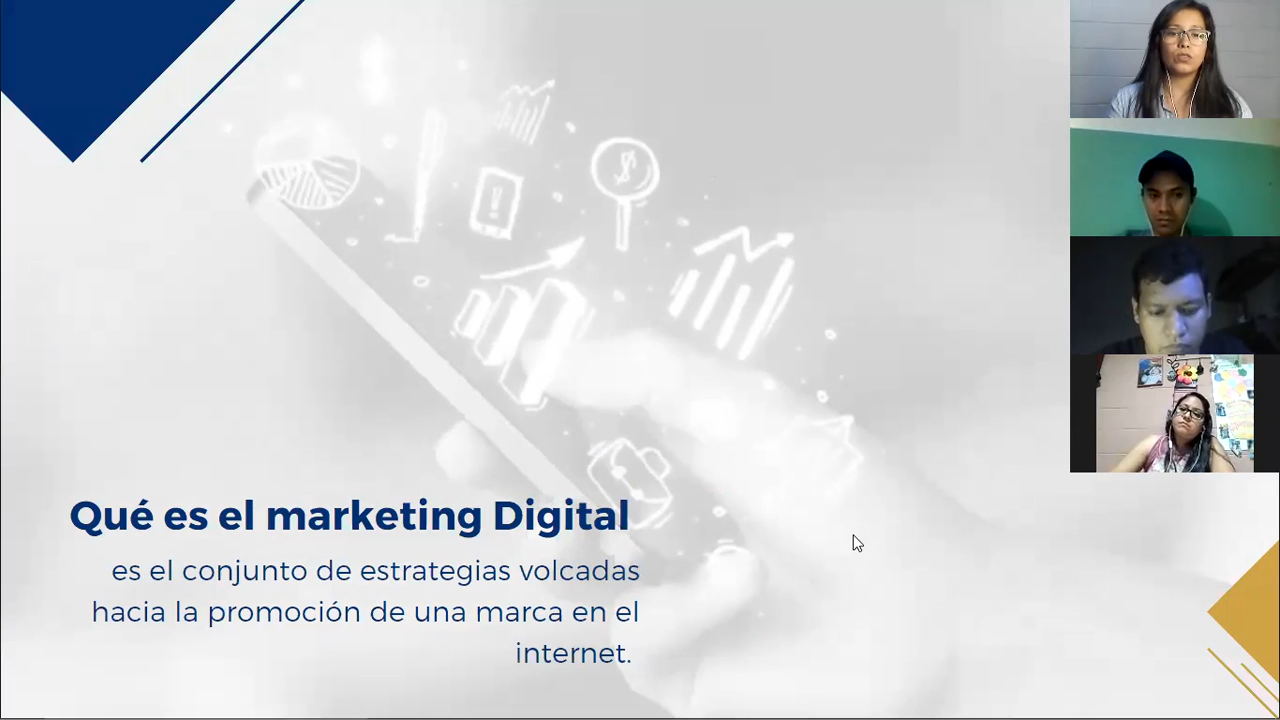 Qué es el marketing Digital
es el conjunto de estrategias volcadas
hacia la promoción de una marca en el
internet.